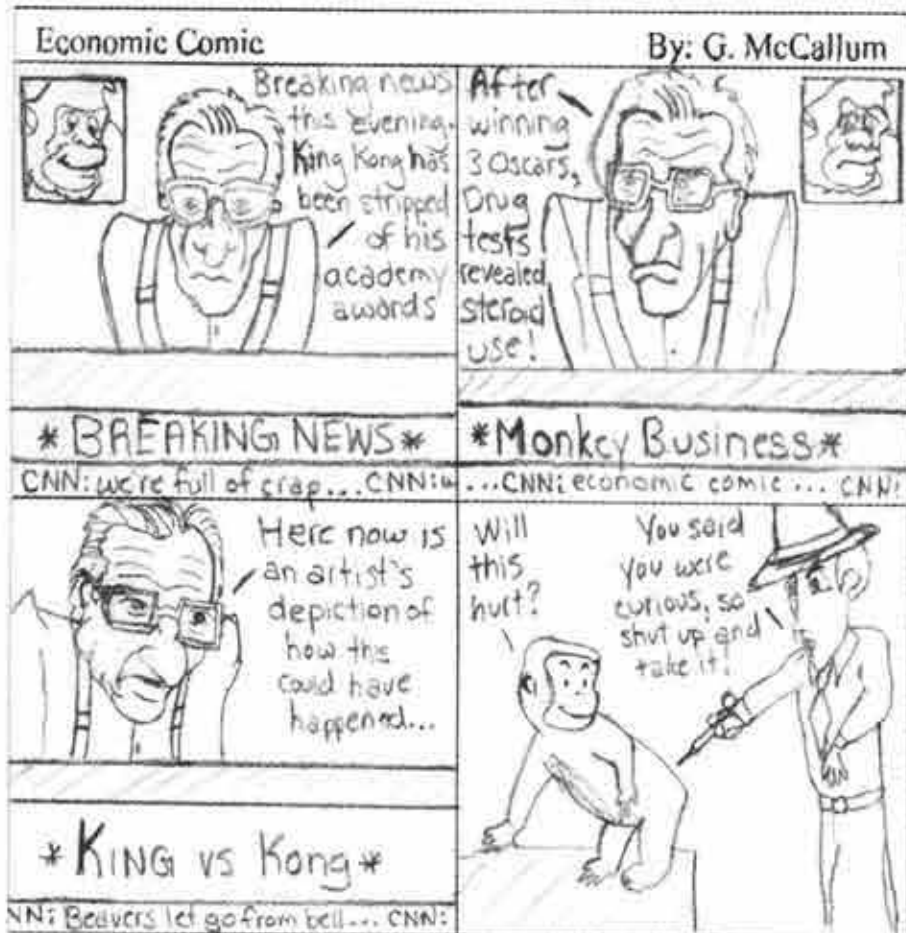 Economic Comic
By: G. McCallum
Breaking news
this evening.
King Kong has
been stripped
of his
academy
awords
*BREAKING NEWS*
CNN: we're full of crap... CNN: w
After
winning
3 Oscars,
Drug
tests
revealed
steroid
use!
*Monkey Business*
...CNN: economic comic... CNN:
Here now is
an artist's
depiction of
how this
could have
happened...
*KING vs Kong*
NN: Beavers let go from bell... CNN:
Will
this
hurt?
You said
you were
curious, so
shut up and
take it!